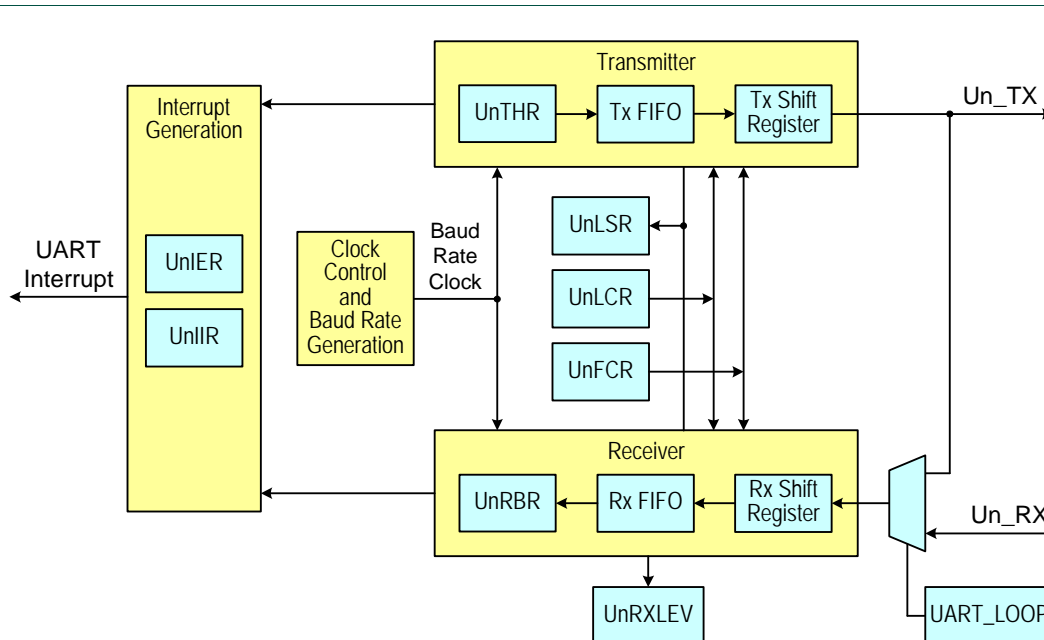 Transmitter
UnTHR
Tx FIFO
Tx Shift
Register
Un_TX
Interrupt
Generation
UnIER
UnIIR
UART
Interrupt
Clock
Control
and
Baud Rate
Generation
Baud
Rate
Clock
UnLSR
UnLCR
UnFCR
Receiver
UnRBR
Rx FIFO
Rx Shift
Register
Un_RX
UnRXLEV
UART_LOOP